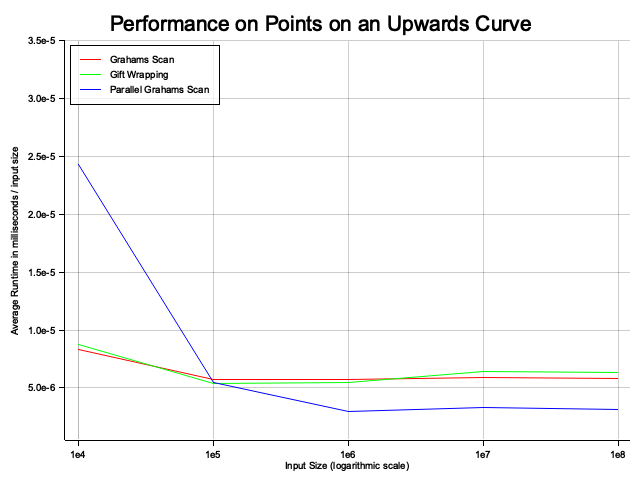 Performance on Points on an Upwards Curve
3.5e-5
3.0e-5
2.5e-5
2.0e-5
1.5e-5
1.0e-5
5.0e-6
Average Runtime in milliseconds / input size
Grahams Scan
Gift Wrapping
Parallel Grahams Scan
1e4
1e5
1e6
1e7
1e8
Input Size (logarithmic scale)